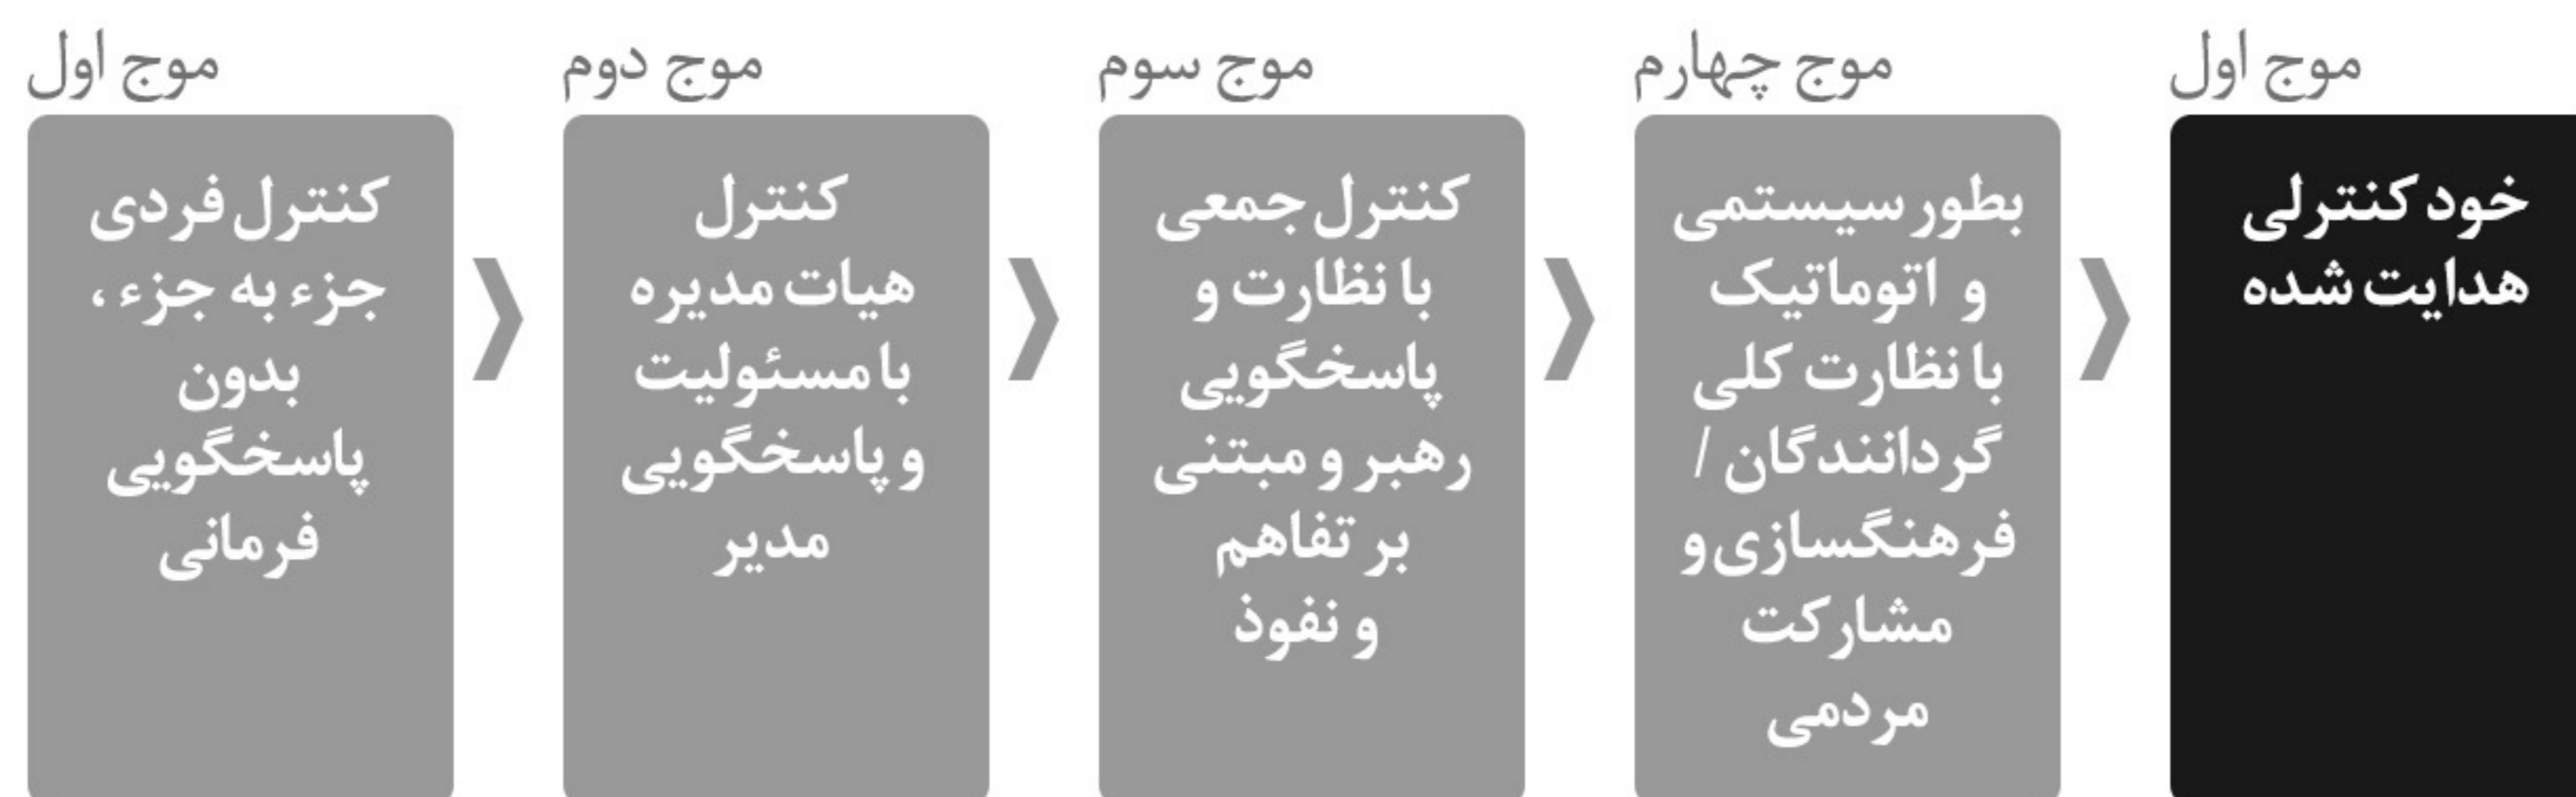 موج اول
کنترل فردی
جزء به جزء ،
بدون
پاسخگویی
فرمانی
موج دوم
کنترل
هیات مدیره
با مسئولیت
و پاسخگویی
مدیر
موج سوم
کنترل جمعی
با نظارت و
پاسخگویی
رهبر و مبتنی
بر تفاهم
و نفوذ
موج چهارم
بطور سیستمی
و اتوماتیک
با نظارت کلی
گردانندگان /
فرهنگسازی و
مشارکت
مردمی
موج اول
خود کنترلی
هدایت شده